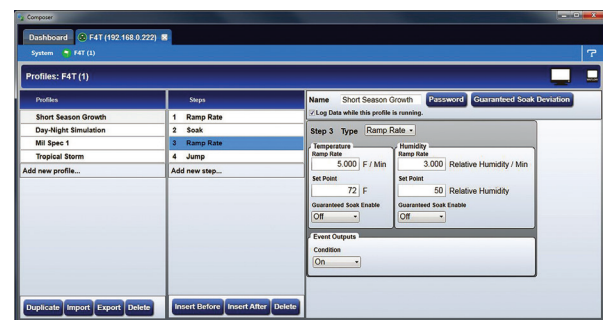 Composer
Dashboard F4T (192.168.0.222)
System F4T (1)
?
Profiles: F4T (1)
Profiles
Short Season Growth
Day-Night Simulation
Mil Spec 1
Tropical Storm
Add new profile...
Steps
1 Ramp Rate
2 Soak
3 Ramp Rate
4 Jump
Add new step...
Name Short Season Growth Password Guaranteed Soak Deviation
Log Data while this profile is running.
Step 3 Type Ramp Rate
Temperature
Ramp Rate
5.000 F / Min
Set Point
72 F
Guaranteed Soak Enable
Off
Humidity
Ramp Rate
3.000 Relative Humidity / Min
Set Point
50 Relative Humidity
Guaranteed Soak Enable
Off
Event Outputs
Condition
On
Duplicate Import Export Delete
Insert Before Insert After Delete